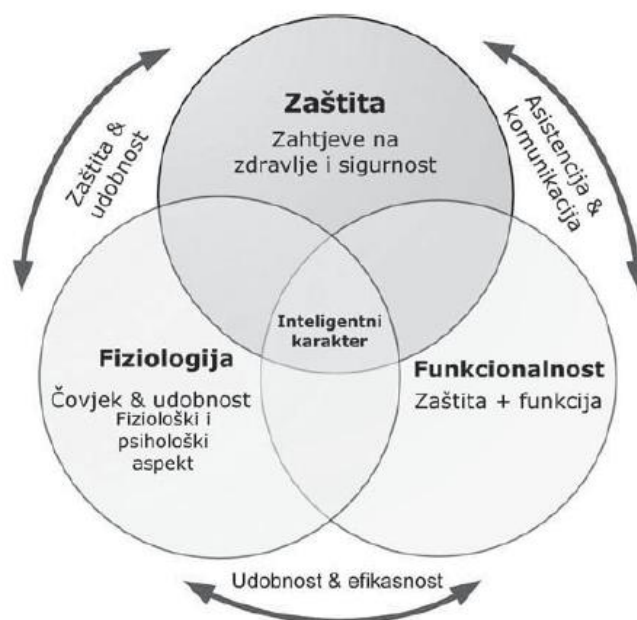 Zaštita
Zahtjeve na
zdravlje i sigurnost
Zaštita &
udobnost
Asistencija &
komunikacija
Inteligentni
karakter
Fiziologija
Čovjek & udobnost
Fiziološki i
psihološki
aspekt
Funkcionalnost
Zaštita + funkcija
Udobnost & efikasnost